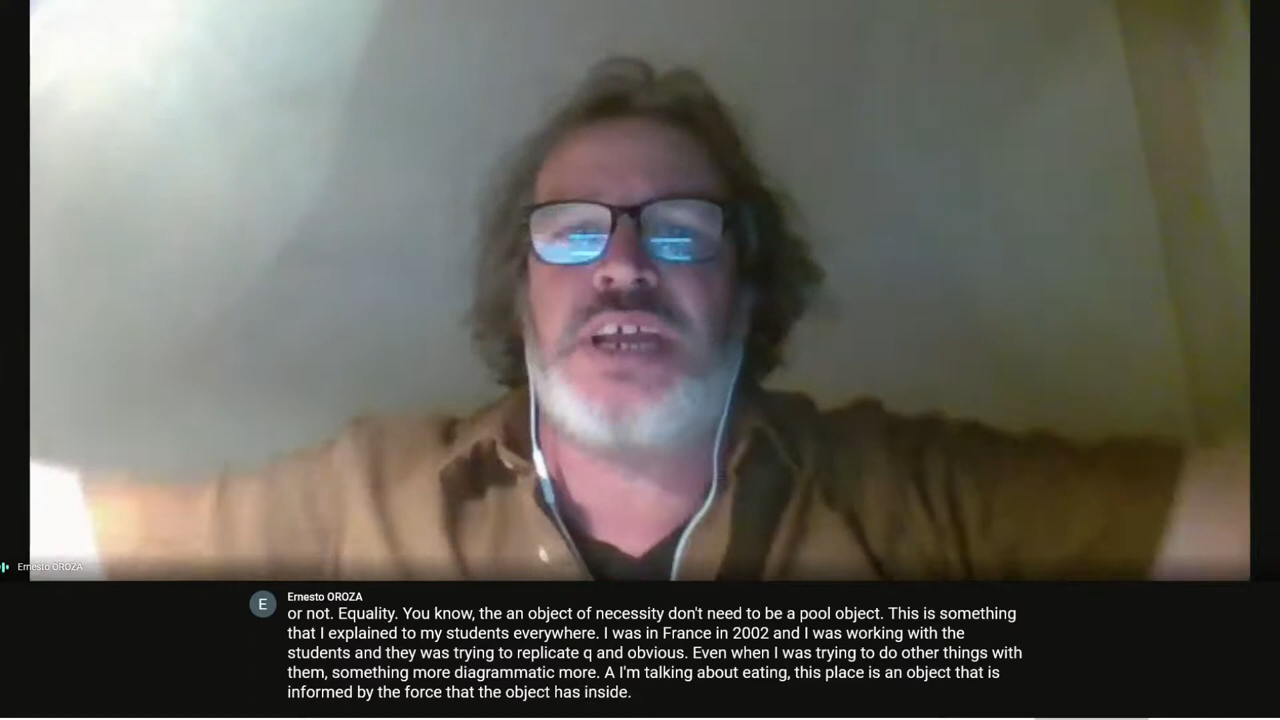 Ernesto OROZA
E
Ernesto OROZA
or not. Equality. You know, the an object of necessity don't need to be a pool object. This is something
that I explained to my students everywhere. I was in France in 2002 and I was working with the
students and they was trying to replicate q and obvious. Even when I was trying to do other things with
them, something more diagrammatic more. A I'm talking about eating, this place is an object that is
informed by the force that the object has inside.